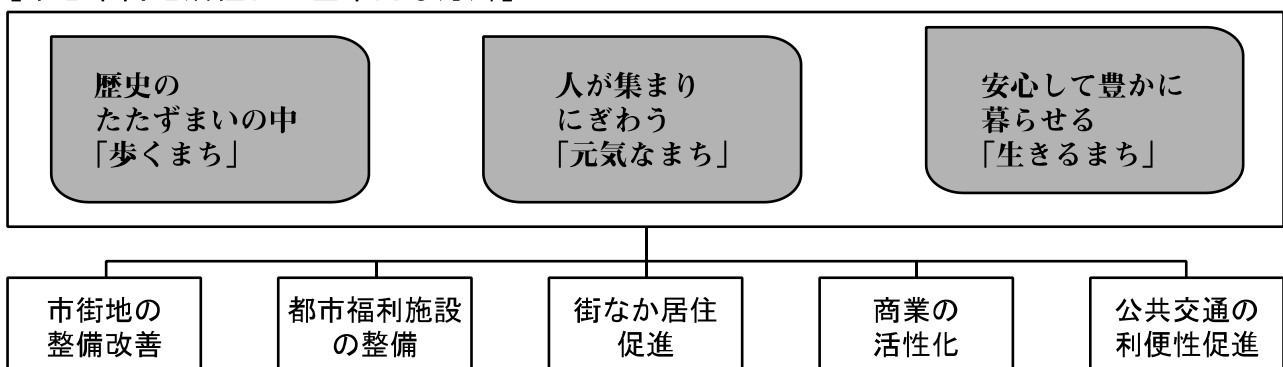 歴史の
たたずまいの中
「歩くまち」
人が集まり
にぎわう
「元気なまち」
安心して豊かに
暮らせる
「生きるまち」
市街地の
整備改善
都市福利施設
の整備
街なか居住
促進
商業の
活性化
公共交通の
利便性促進